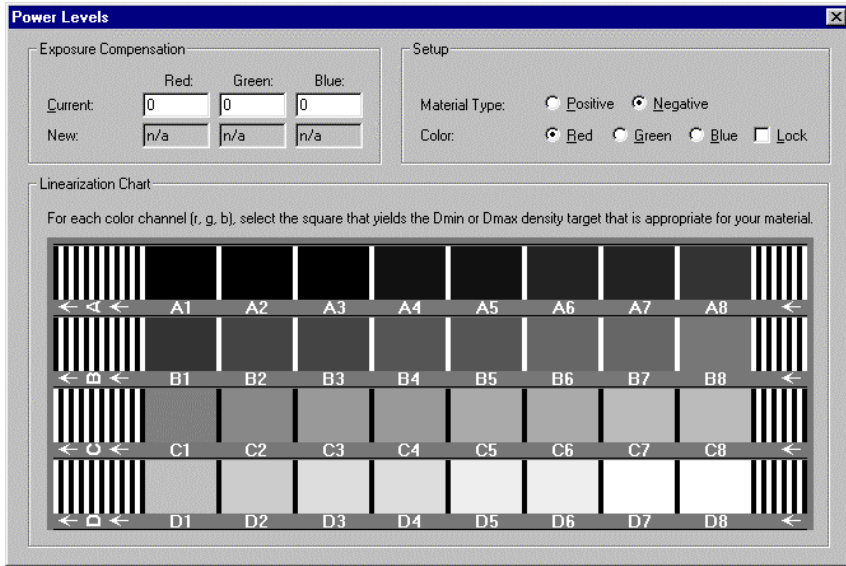 Power Levels
Exposure Compensation
Red: Green: Blue:
Current: 0 0 0
New: n/a n/a n/a
Setup
Material Type: Positive Negative
Color: Red Green Blue Lock
Linearization Chart
For each color channel (r, g, b), select the square that yields the Dmin or Dmax density target that is appropriate for your material.
← A ← A1 A2 A3 A4 A5 A6 A7 A8 ←
← B ← B1 B2 B3 B4 B5 B6 B7 B8 ←
← C ← C1 C2 C3 C4 C5 C6 C7 C8 ←
← D ← D1 D2 D3 D4 D5 D6 D7 D8 ←